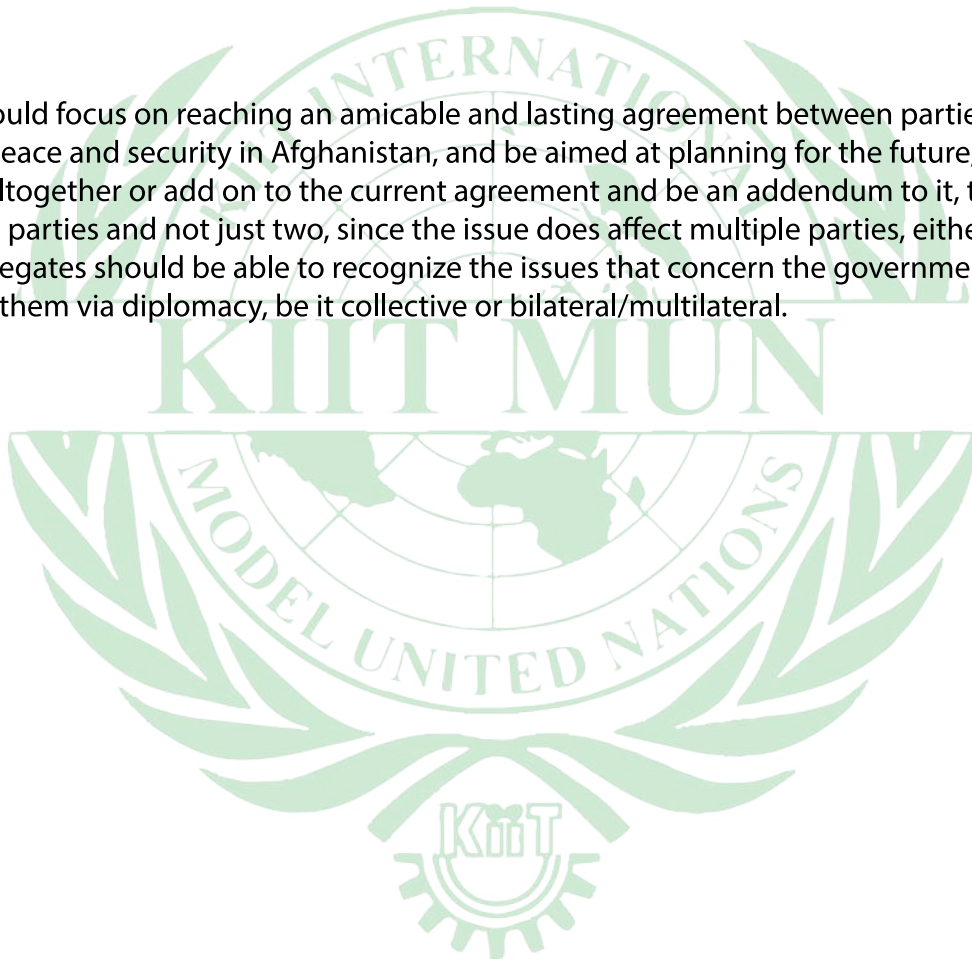 KIIT INTERNATIONAL
ould focus on reaching an amicable and lasting agreement between partie
eace and security in Afghanistan, and be aimed at planning for the future,
ltogether or add on to the current agreement and be an addendum to it, t
parties and not just two, since the issue does affect multiple parties, eithe
egates should be able to recognize the issues that concern the governme
them via diplomacy, be it collective or bilateral/multilateral.
KIIT MUN
MODEL UNITED NATIONS
KiiT